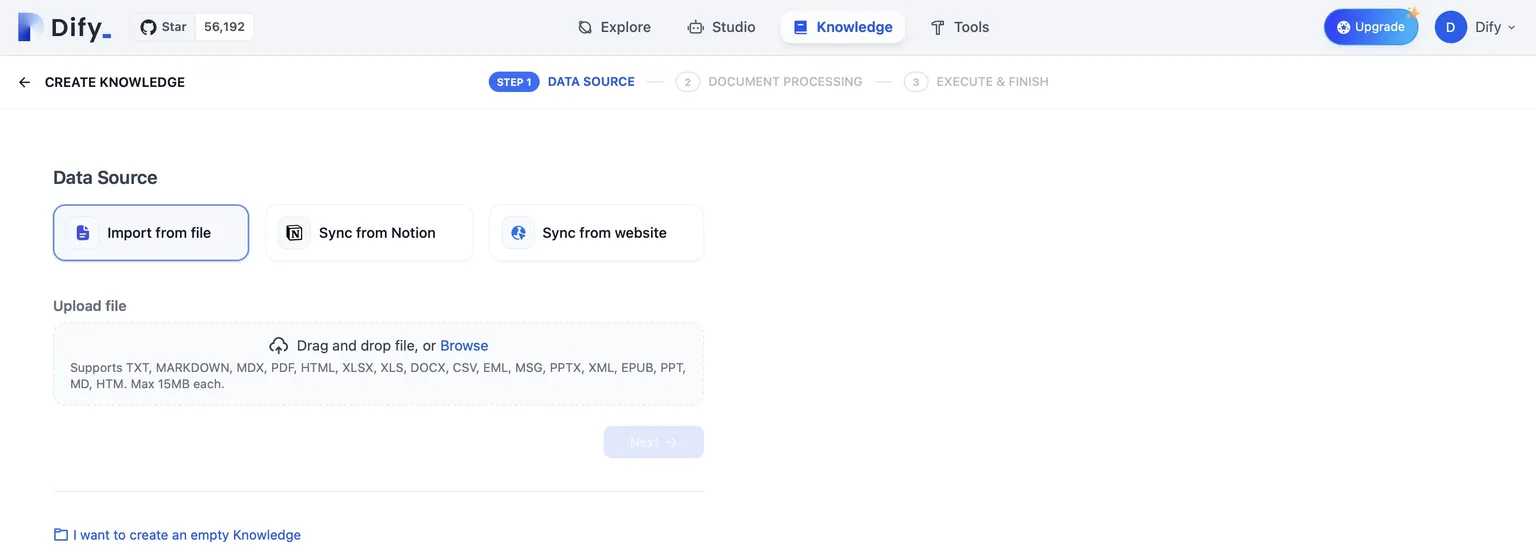 Dify_ Star 56,192 Explore Studio Knowledge Tools Upgrade D Dify
CREATE KNOWLEDGE STEP 1 DATA SOURCE 2 DOCUMENT PROCESSING 3 EXECUTE & FINISH
Data Source
Import from file Sync from Notion Sync from website
Upload file
Drag and drop file, or Browse
Supports TXT, MARKDOWN, MDX, PDF, HTML, XLSX, XLS, DOCX, CSV, EML, MSG, PPTX, XML, EPUB, PPT,
MD, HTM. Max 15MB each.
Next →
I want to create an empty Knowledge